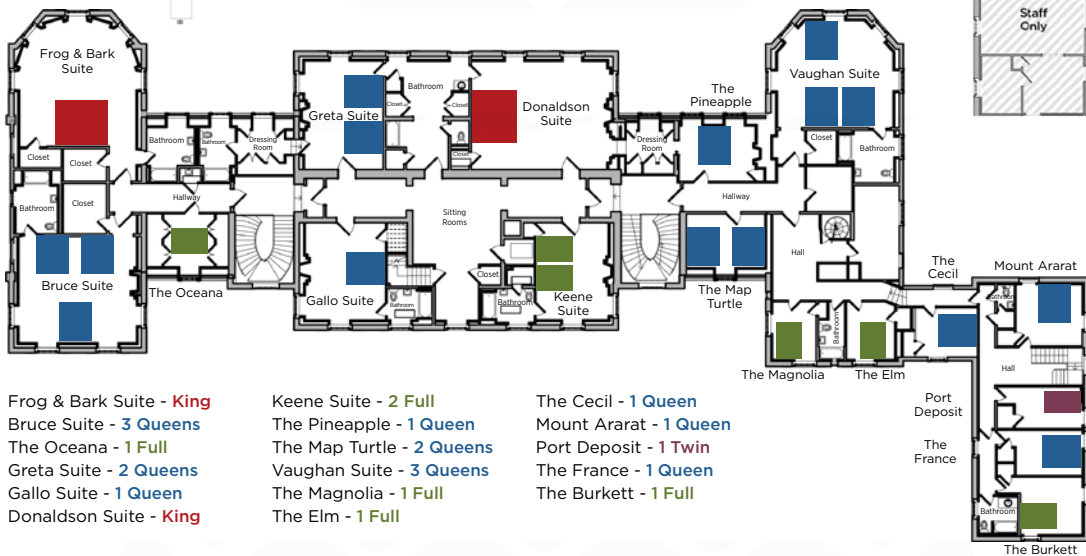 Staff
Only
Frog & Bark
Suite
Vaughan Suite
Bathroom
Closet
Closet
Greta Suite
Donaldson
Suite
The
Pineapple
Closet
Closet
Closet
Bathroom
Bathroom
Dressing
Room
Closet
Dressing
Room
Closet
Bathroom
Bathroom
Closet
Hallway
Hallway
Sitting
Rooms
Hall
Bruce Suite
The Oceana
Gallo Suite
Bathroom
Closet
Bathroom
Keene
Suite
The Map
Turtle
The
Cecil
Mount Ararat
Bathroom
Bathroom
Hall
The Magnolia
The Elm
Port
Deposit
The
France
Bathroom
The Burkett
Frog & Bark Suite - King
Bruce Suite - 3 Queens
The Oceana - 1 Full
Greta Suite - 2 Queens
Gallo Suite - 1 Queen
Donaldson Suite - King
Keene Suite - 2 Full
The Pineapple - 1 Queen
The Map Turtle - 2 Queens
Vaughan Suite - 3 Queens
The Magnolia - 1 Full
The Elm - 1 Full
The Cecil - 1 Queen
Mount Ararat - 1 Queen
Port Deposit - 1 Twin
The France - 1 Queen
The Burkett - 1 Full